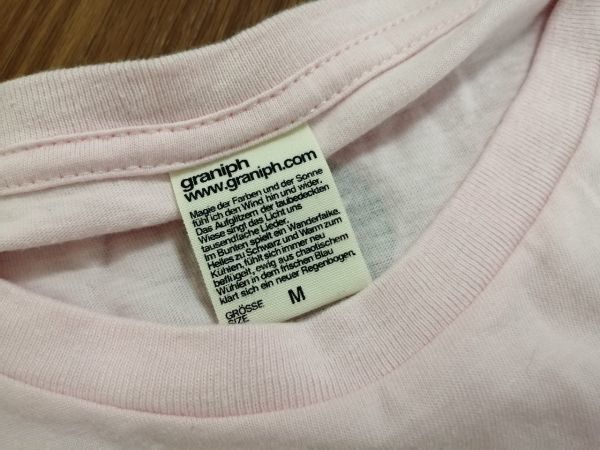 graniph
www.graniph.com
Magie der Farben und der Sonne
fühl ich den Wind hin und wider.
Das Aufglitzern der taubedeckten
Wiese singt das Licht uns
tausendfache Lieder.
Im Bunten spielt ein Wanderfalke.
Helles zu Schwarz und Warm zum
Kühlen, fühlt sich immer neu
beflügelt, ewig aus chaotischem
Wühlen in dem frischen Blau
klärt sich ein neuer Regenbogen.
GRÖSSE
SIZE M